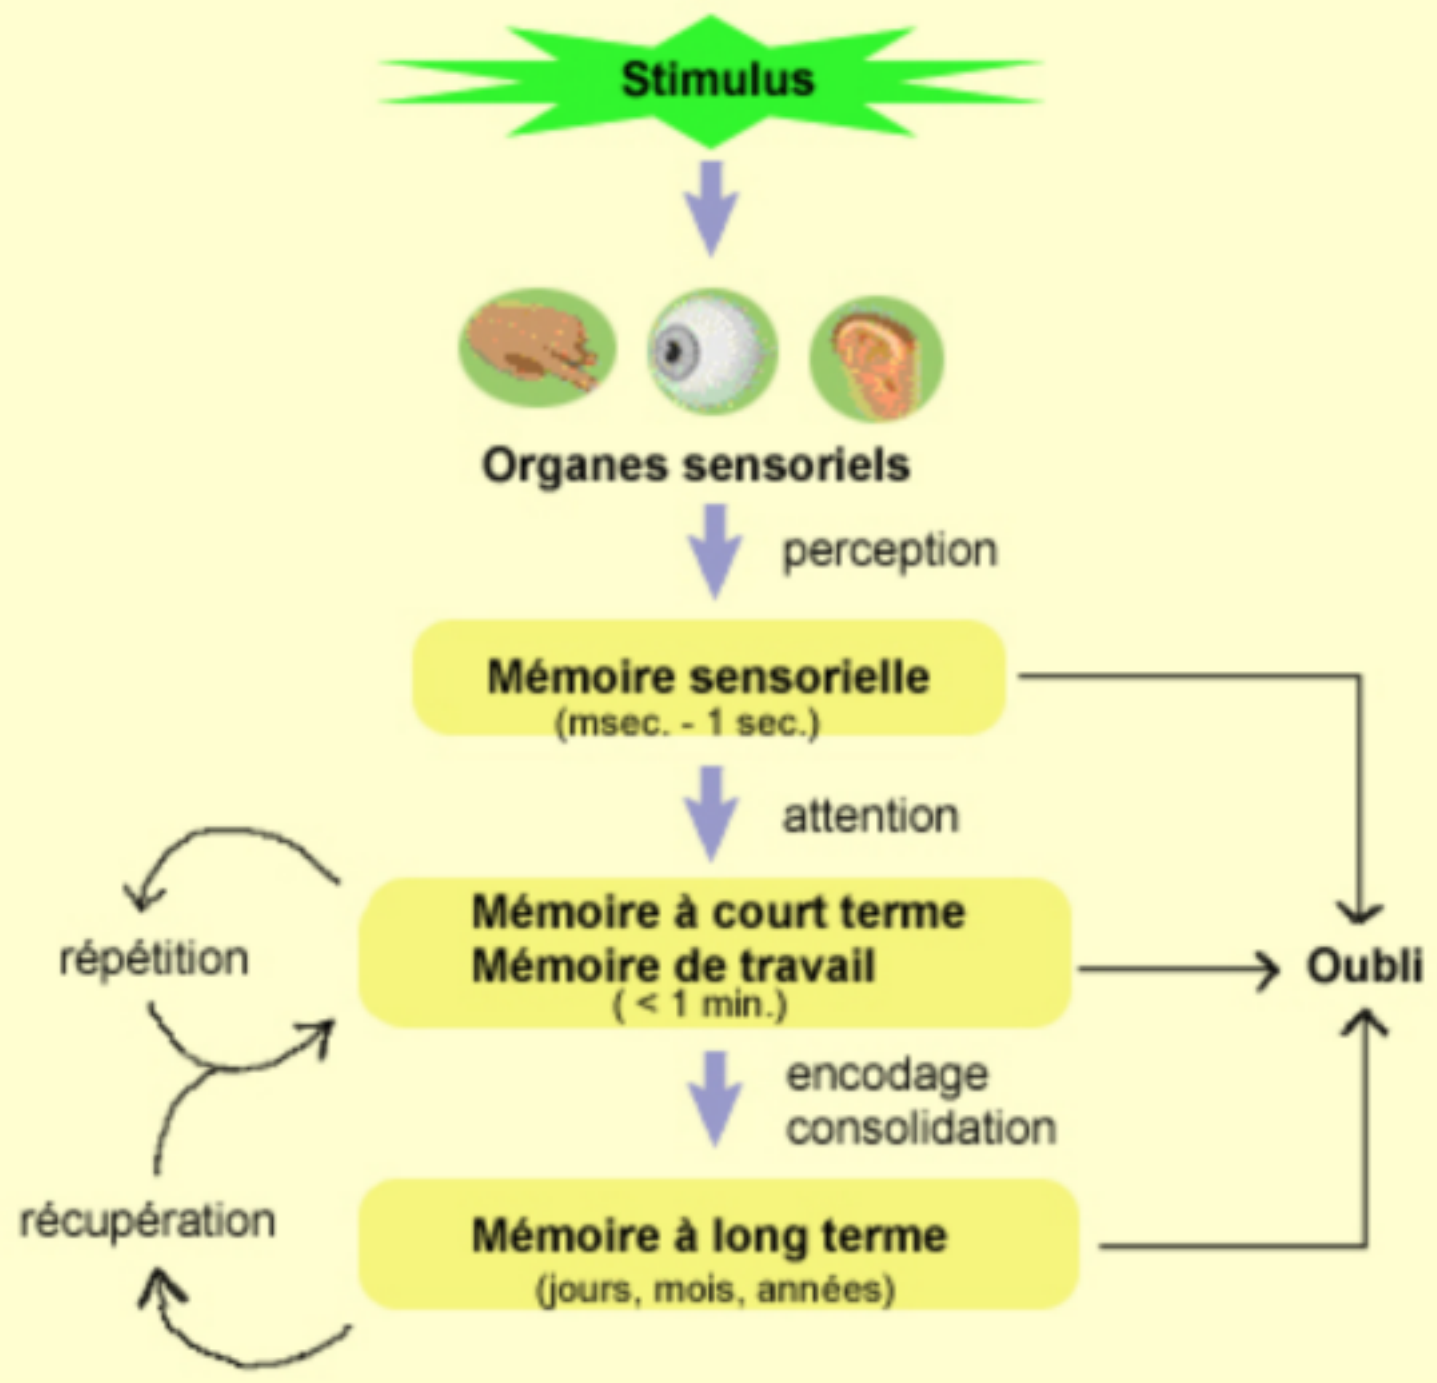 Stimulus
Organes sensoriels
perception
Mémoire sensorielle
(msec. - 1 sec.)
attention
Mémoire à court terme
Mémoire de travail
( < 1 min.)
répétition
Oubli
encodage
consolidation
récupération
Mémoire à long terme
(jours, mois, années)